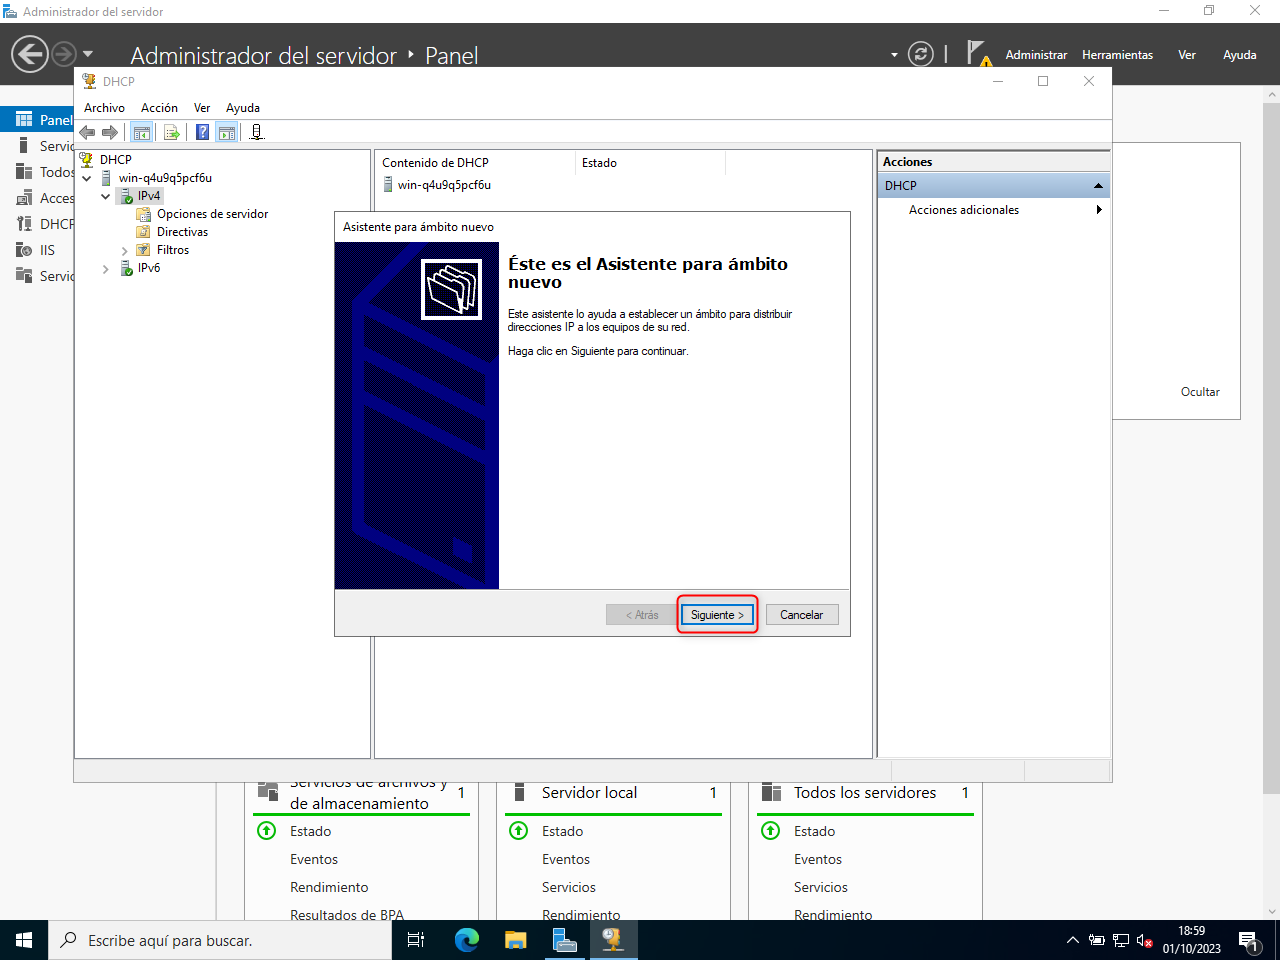 Administrador del servidor
Administrador del servidor
Panel
Administrar
Herramientas
Ver
Ayuda
DHCP
Archivo
Acción
Ver
Ayuda
Panel
Servic
Todos
Acces
DHCP
IIS
Servic
DHCP
win-q4u9q5pcf6u
IPv4
Opciones de servidor
Directivas
Filtros
IPv6
Contenido de DHCP
Estado
win-q4u9q5pcf6u
Acciones
DHCP
Acciones adicionales
Asistente para ámbito nuevo
Éste es el Asistente para ámbito
nuevo
Este asistente lo ayuda a establecer un ámbito para distribuir
direcciones IP a los equipos de su red.
Haga clic en Siguiente para continuar.
< Atrás
Siguiente >
Cancelar
Ocultar
Servicios de archivos y
de almacenamiento
1
Estado
Eventos
Rendimiento
Resultados de BPA
Servidor local
1
Estado
Eventos
Servicios
Rendimiento
Todos los servidores
1
Estado
Eventos
Servicios
Rendimiento
Escribe aquí para buscar.
18:59
01/10/2023
1